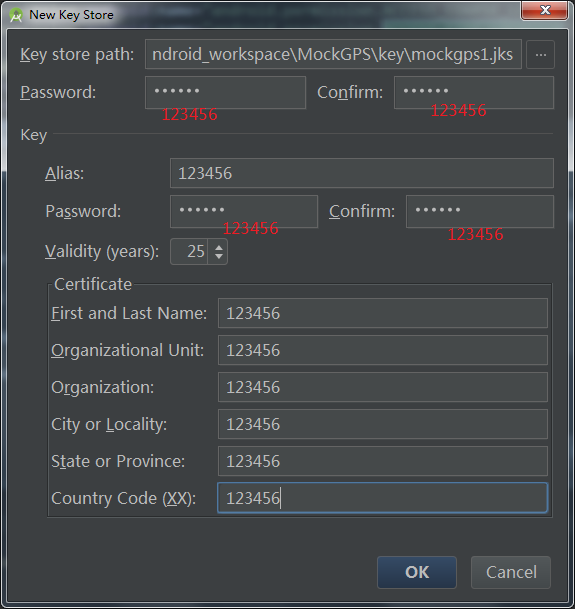 New Key Store
Key store path: ndroid_workspace\MockGPS\key\mockgps1.jks ...
Password: •••••• Confirm: ••••••
123456 123456
Key
Alias: 123456
Password: •••••• Confirm: ••••••
123456 123456
Validity (years): 25
Certificate
First and Last Name: 123456
Organizational Unit: 123456
Organization: 123456
City or Locality: 123456
State or Province: 123456
Country Code (XX): 123456
OK Cancel